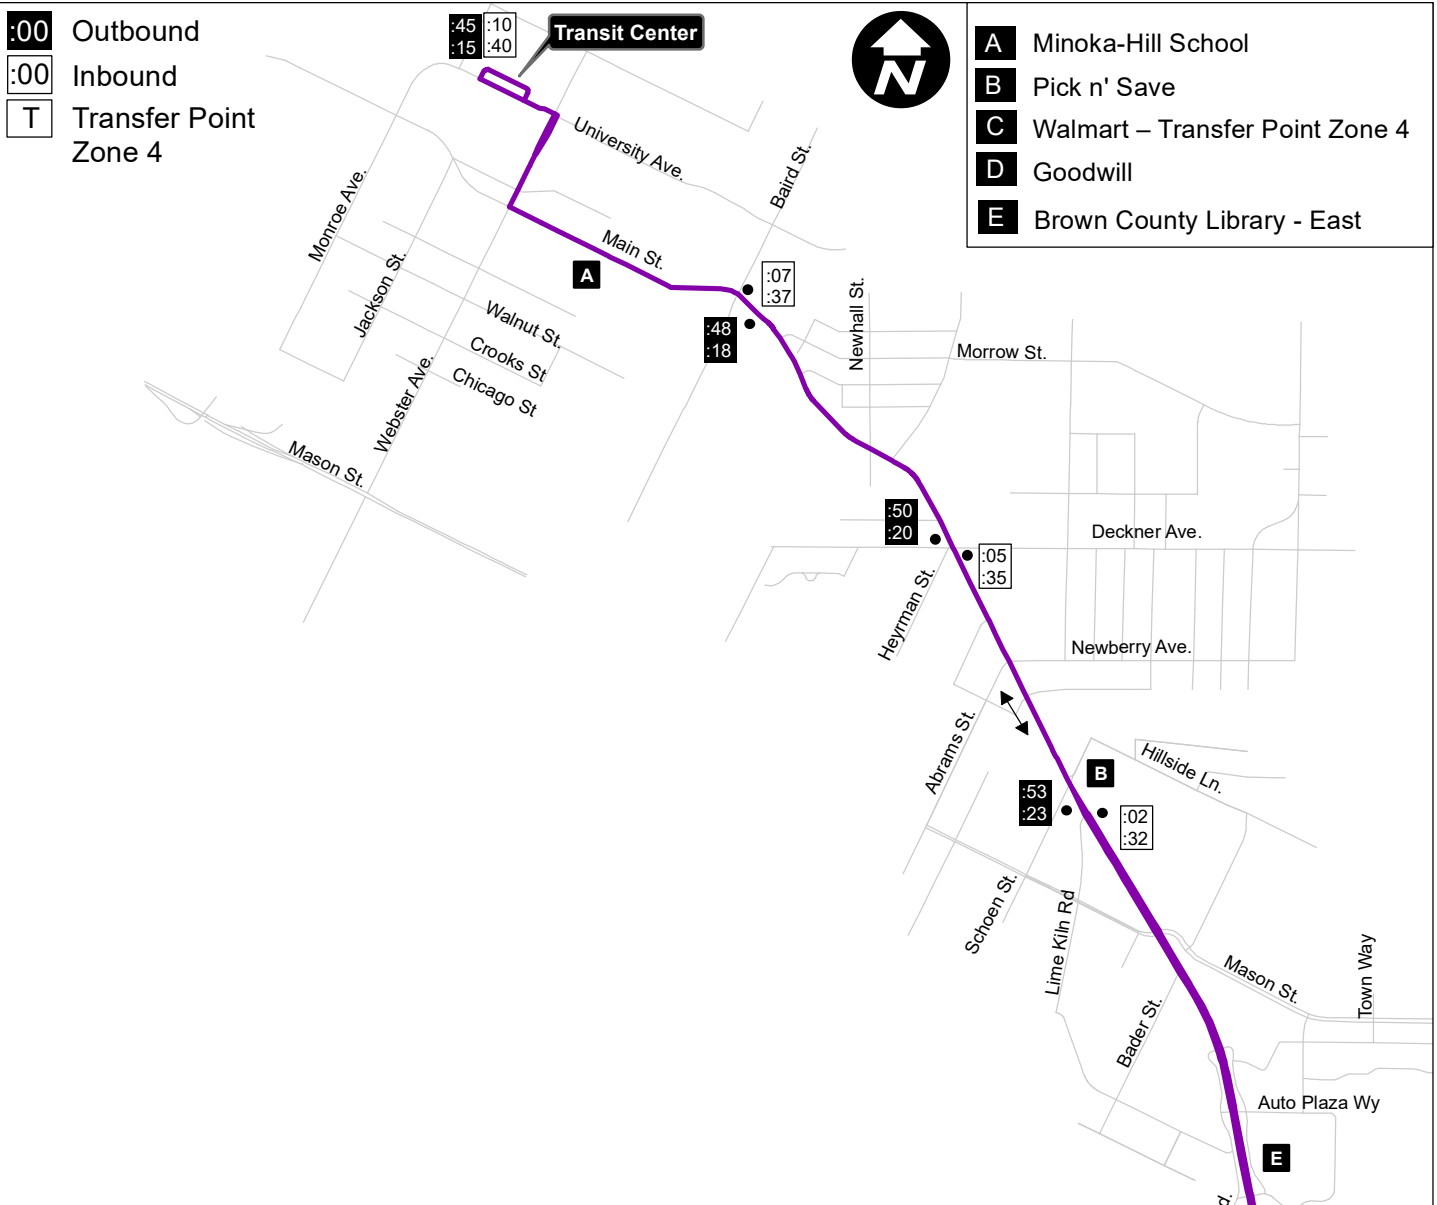 :00 Outbound
:00 Inbound
T Transfer Point
Zone 4
:45 :10
:15 :40
Transit Center
N
A Minoka-Hill School
B Pick n' Save
C Walmart – Transfer Point Zone 4
D Goodwill
E Brown County Library - East
University Ave.
Baird St.
Monroe Ave.
Main St.
Jackson St.
A
:07
:37
:48
:18
Walnut St.
Crooks St
Chicago St
Webster Ave.
Mason St.
Newhall St.
Morrow St.
:50
:20
Deckner Ave.
:05
:35
Heyrman St.
Newberry Ave.
Abrams St.
Hillside Ln.
B
:53
:23
:02
:32
Schoen St.
Lime Kiln Rd
Mason St.
Town Way
Bader St.
Auto Plaza Wy
E
d.